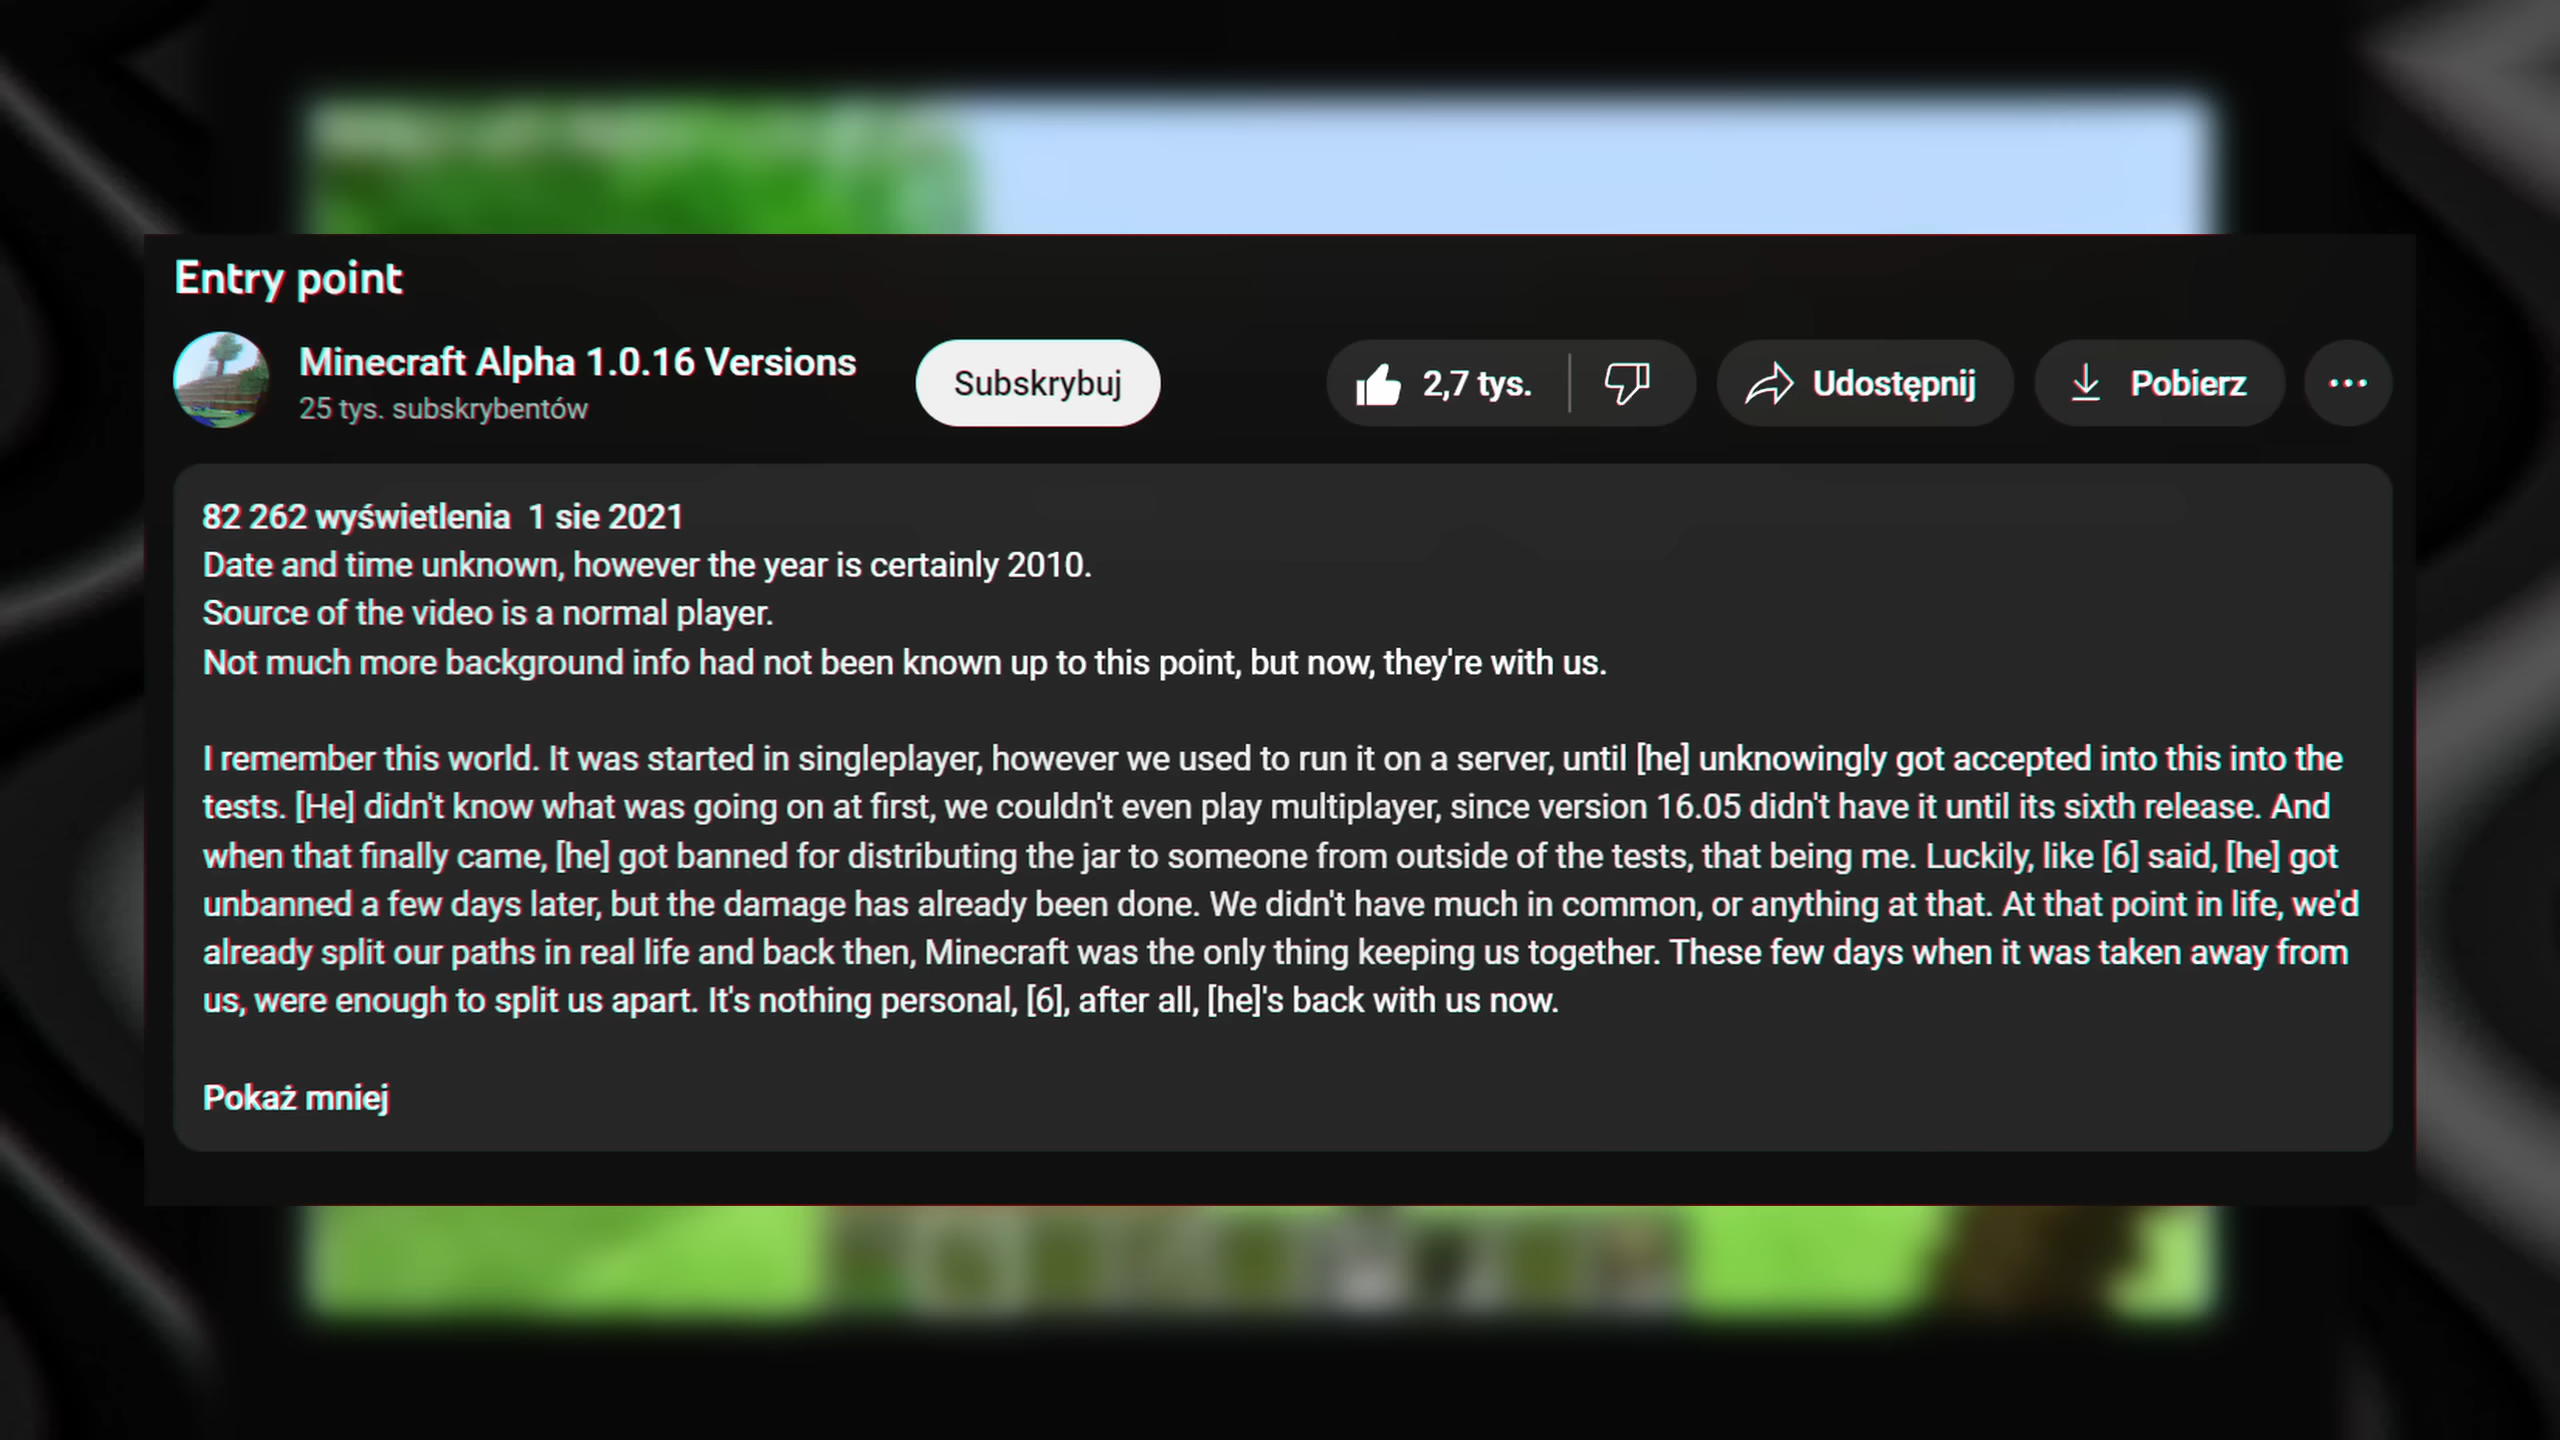 Entry point
Minecraft Alpha 1.0.16 Versions
25 tys. subskrybentów
Subskrybuj
2,7 tys.
Udostępnij
Pobierz
82 262 wyświetlenia 1 sie 2021
Date and time unknown, however the year is certainly 2010.
Source of the video is a normal player.
Not much more background info had not been known up to this point, but now, they're with us.
I remember this world. It was started in singleplayer, however we used to run it on a server, until [he] unknowingly got accepted into this into the
tests. [He] didn't know what was going on at first, we couldn't even play multiplayer, since version 16.05 didn't have it until its sixth release. And
when that finally came, [he] got banned for distributing the jar to someone from outside of the tests, that being me. Luckily, like [6] said, [he] got
unbanned a few days later, but the damage has already been done. We didn't have much in common, or anything at that. At that point in life, we'd
already split our paths in real life and back then, Minecraft was the only thing keeping us together. These few days when it was taken away from
us, were enough to split us apart. It's nothing personal, [6], after all, [he]'s back with us now.
Pokaż mniej